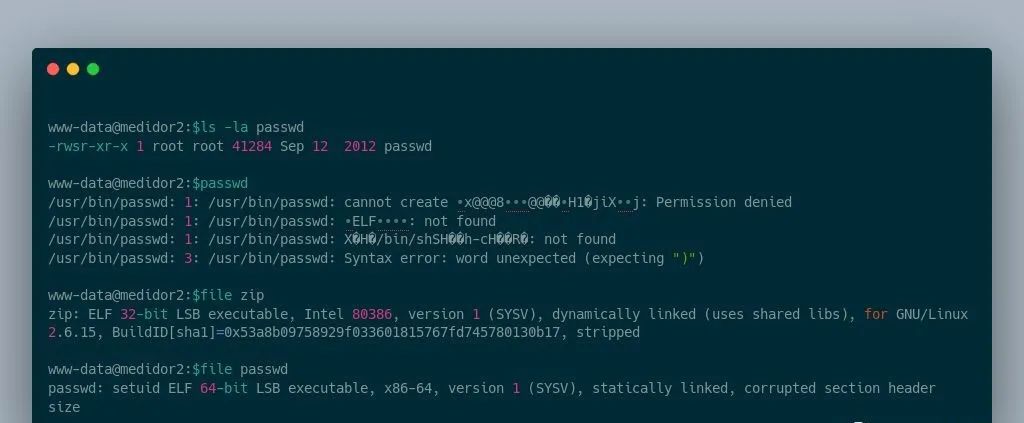 www-data@medidor2:$ls -la passwd
-rwsr-xr-x 1 root root 41284 Sep 12  2012 passwd
www-data@medidor2:$passwd
/usr/bin/passwd: 1: /usr/bin/passwd: cannot create •x@@@8•••@@��•H1�jiX••j: Permission denied
/usr/bin/passwd: 1: /usr/bin/passwd: •ELF••••: not found
/usr/bin/passwd: 1: /usr/bin/passwd: X�H�/bin/shSH��h-cH��R�: not found
/usr/bin/passwd: 3: /usr/bin/passwd: Syntax error: word unexpected (expecting ")")
www-data@medidor2:$file zip
zip: ELF 32-bit LSB executable, Intel 80386, version 1 (SYSV), dynamically linked (uses shared libs), for GNU/Linux
2.6.15, BuildID[sha1]=0x53a8b09758929f033601815767fd745780130b17, stripped
www-data@medidor2:$file passwd
passwd: setuid ELF 64-bit LSB executable, x86-64, version 1 (SYSV), statically linked, corrupted section header
size